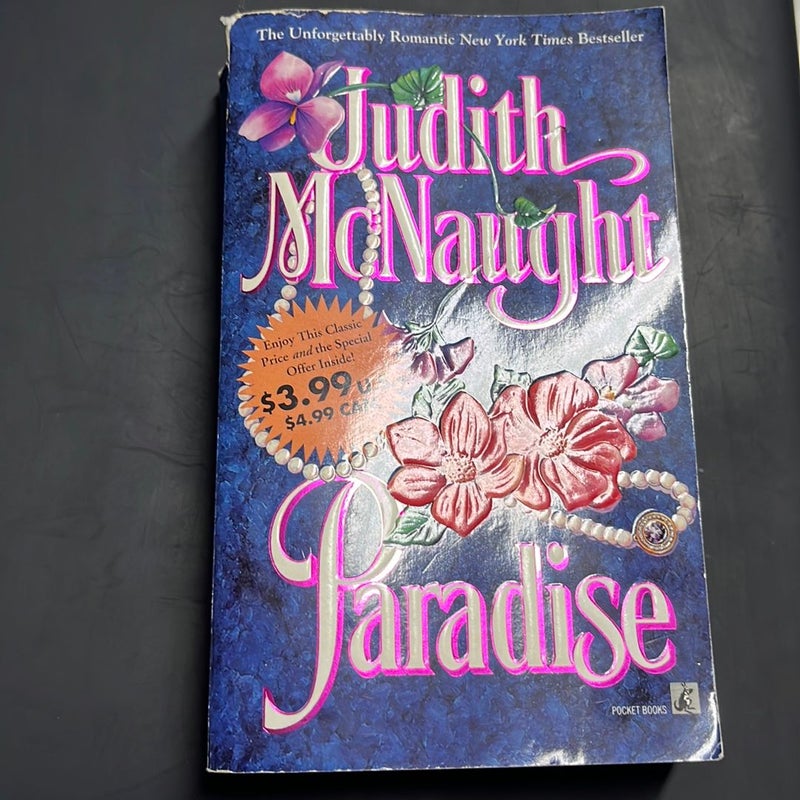 The Unforgettably Romantic New York Times Bestseller
Judith
McNaught
Enjoy This Classic
Price and the Special
Offer Inside!
$3.99 U.S.
$4.99 CAN.
Paradise
POCKET BOOKS